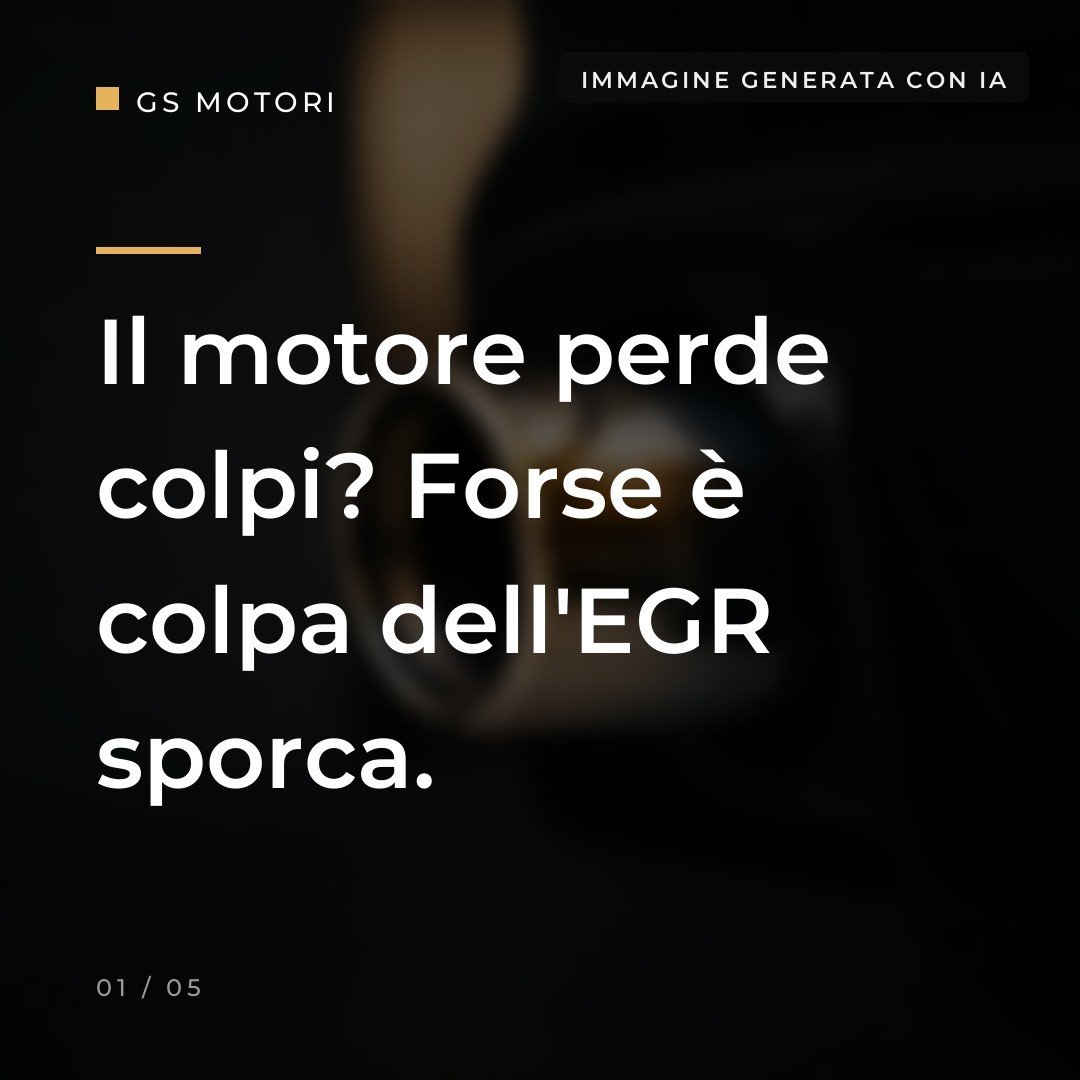 GS MOTORI
IMMAGINE GENERATA CON IA
Il motore perde
colpi? Forse è
colpa dell'EGR
sporca.
01 / 05